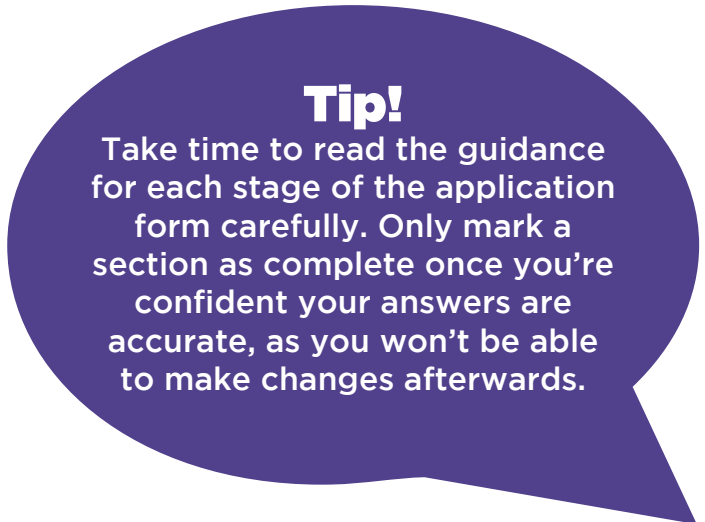 Tip!
Take time to read the guidance
for each stage of the application
form carefully. Only mark a
section as complete once you’re
confident your answers are
accurate, as you won’t be able
to make changes afterwards.